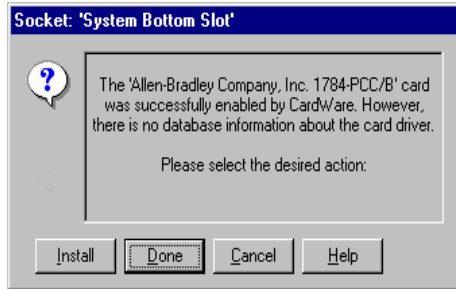 Socket: 'System Bottom Slot'
?
The 'Allen-Bradley Company, Inc. 1784-PCC/B' card
was successfully enabled by CardWare. However,
there is no database information about the card driver.
Please select the desired action:
Install Done Cancel Help